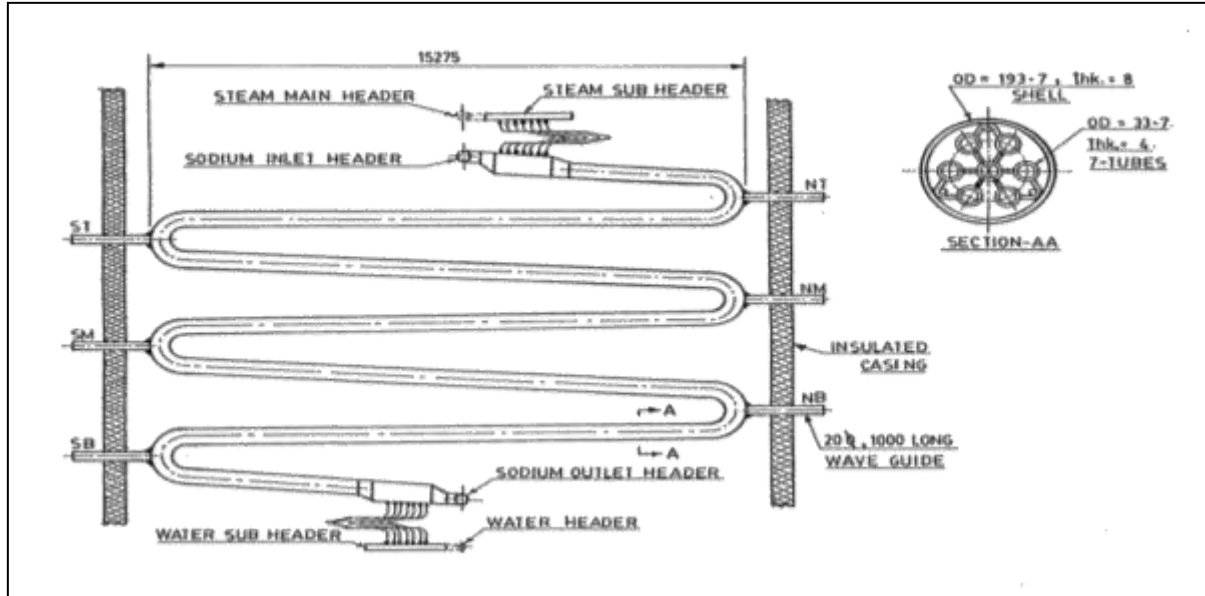 15275
STEAM MAIN HEADER
STEAM SUB HEADER
SODIUM INLET HEADER
OD = 193·7, Thk. = 8
SHELL
OD = 33·7
Thk. = 4
7-TUBES
SECTION-AA
NT
ST
NM
SM
INSULATED
CASING
A
NB
A
20 ϕ, 1000 LONG
WAVE GUIDE
SB
SODIUM OUTLET HEADER
WATER HEADER
WATER SUB HEADER